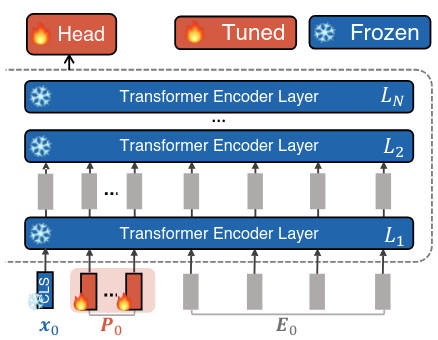 Head
Tuned
Frozen
Transformer Encoder Layer L_N
...
Transformer Encoder Layer L_2
...
Transformer Encoder Layer L_1
CLS
...
x_0
P_0
E_0